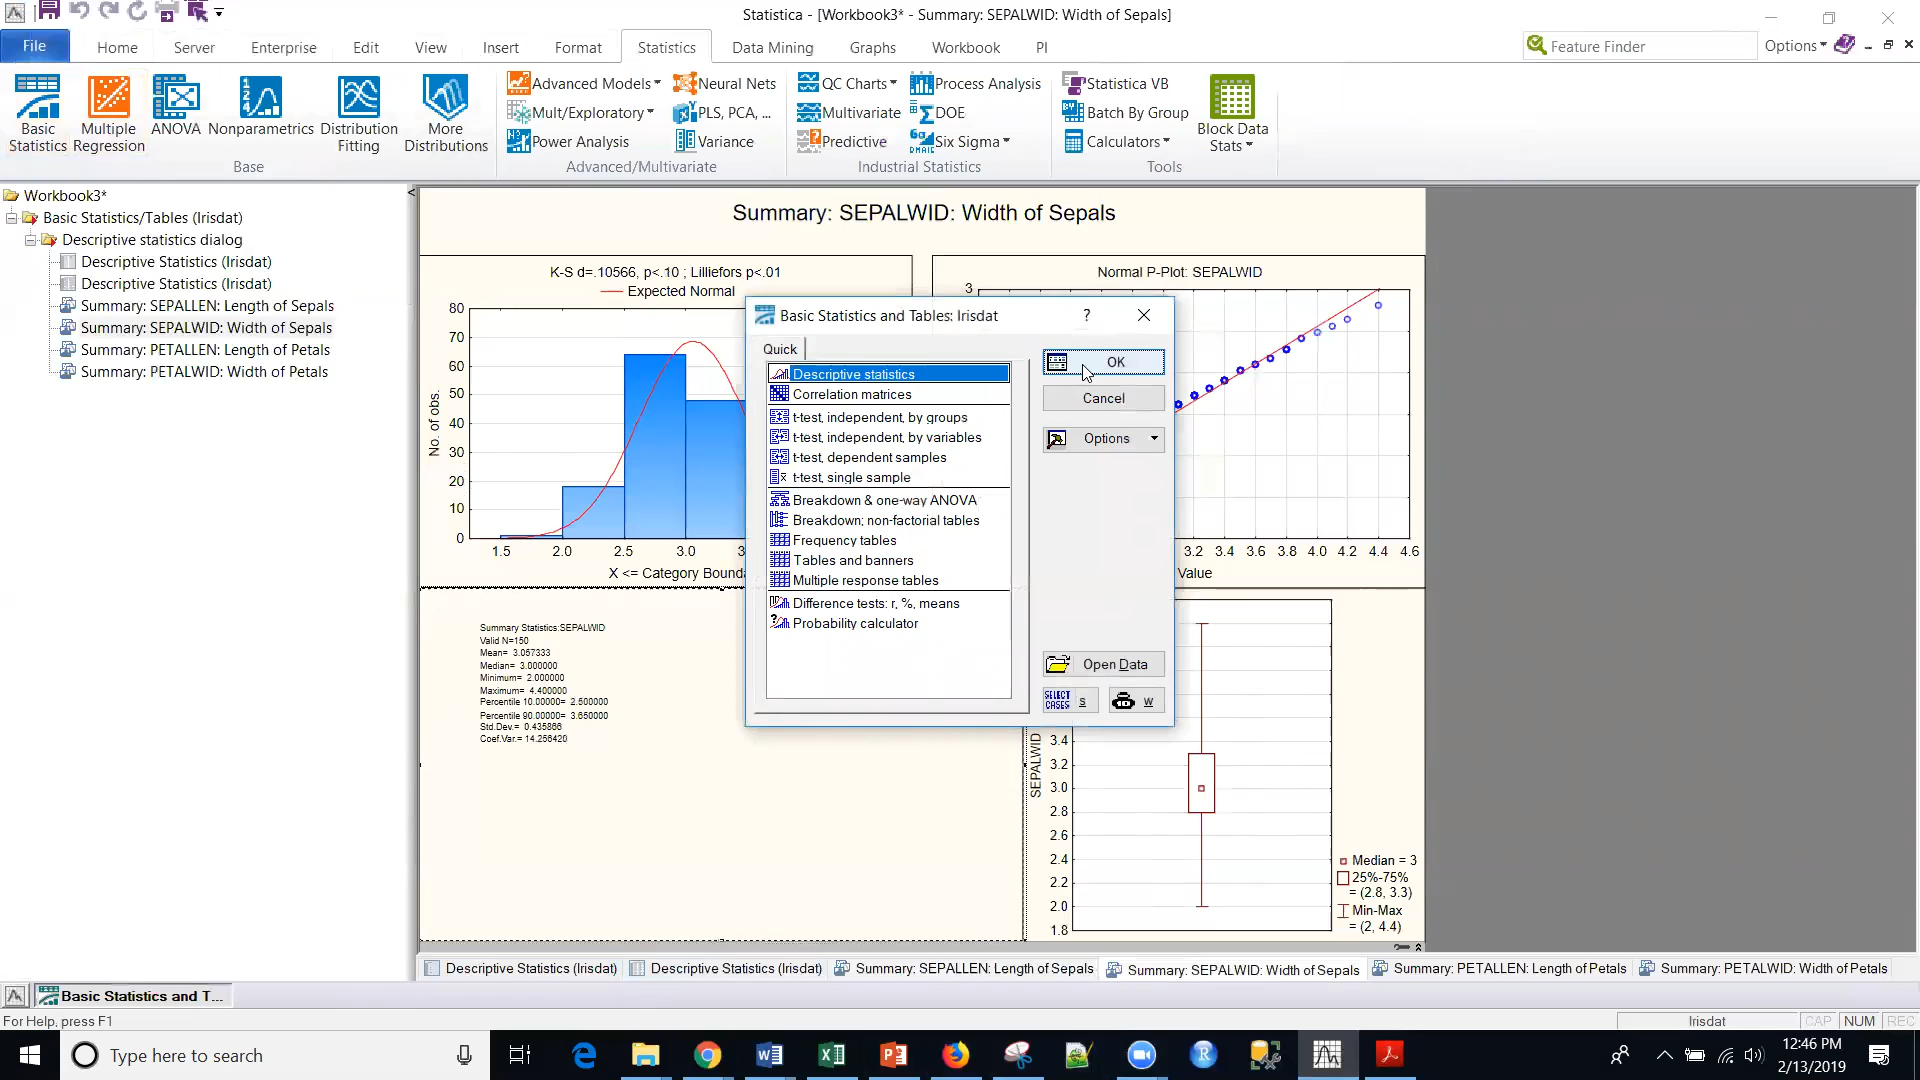 Statistica - [Workbook3* - Summary: SEPALWID: Width of Sepals]
File Home Server Enterprise Edit View Insert Format Statistics Data Mining Graphs Workbook PI Feature Finder Options
Basic Statistics
Multiple Regression
ANOVA
Nonparametrics
Distribution Fitting
More Distributions
Base
Advanced Models
Mult/Exploratory
Power Analysis
Neural Nets
PLS, PCA, ...
Variance
Advanced/Multivariate
QC Charts
Multivariate
Predictive
Process Analysis
DOE
Six Sigma
Industrial Statistics
Statistica VB
Batch By Group
Calculators
Tools
Block Data Stats
Workbook3*
Basic Statistics/Tables (Irisdat)
Descriptive statistics dialog
Descriptive Statistics (Irisdat)
Descriptive Statistics (Irisdat)
Summary: SEPALLEN: Length of Sepals
Summary: SEPALWID: Width of Sepals
Summary: PETALLEN: Length of Petals
Summary: PETALWID: Width of Petals
Summary: SEPALWID: Width of Sepals
K-S d=.10566, p<.10 ; Lilliefors p<.01
Expected Normal
80
70
60
50
40
30
20
10
0
No. of obs.
1.5 2.0 2.5 3.0 3
X <= Category Bounda
Normal P-Plot: SEPALWID
3
3.2 3.4 3.6 3.8 4.0 4.2 4.4 4.6
Value
Basic Statistics and Tables: Irisdat ?
Quick
Descriptive statistics
Correlation matrices
t-test, independent, by groups
t-test, independent, by variables
t-test, dependent samples
t-test, single sample
Breakdown & one-way ANOVA
Breakdown; non-factorial tables
Frequency tables
Tables and banners
Multiple response tables
Difference tests: r, %, means
Probability calculator
OK
Cancel
Options
Open Data
SELECT CASES S
W
Summary Statistics:SEPALWID
Valid N=150
Mean= 3.057333
Median= 3.000000
Minimum= 2.000000
Maximum= 4.400000
Percentile 10.00000= 2.500000
Percentile 90.00000= 3.650000
Std.Dev.= 0.435866
Coef.Var.= 14.256420
SEPALWID
3.4
3.2
3.0
2.8
2.6
2.4
2.2
2.0
1.8
Median = 3
25%-75%
= (2.8, 3.3)
Min-Max
= (2, 4.4)
Descriptive Statistics (Irisdat) Descriptive Statistics (Irisdat) Summary: SEPALLEN: Length of Sepals Summary: SEPALWID: Width of Sepals Summary: PETALLEN: Length of Petals Summary: PETALWID: Width of Petals
Basic Statistics and T...
For Help, press F1
Irisdat CAP NUM REC
Type here to search
12:46 PM
2/13/2019